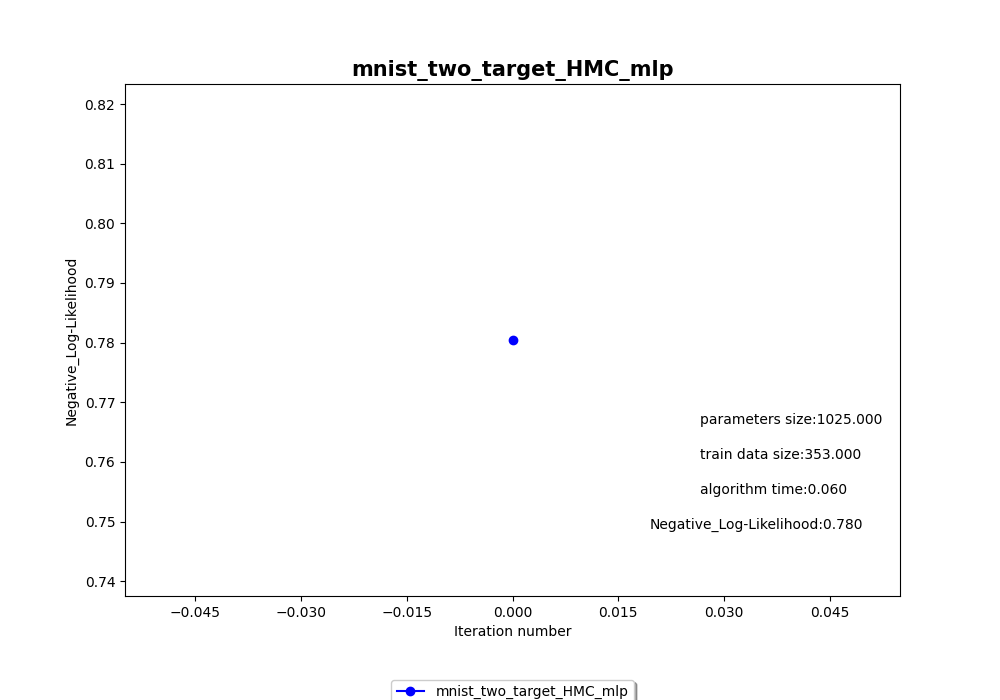 mnist_two_target_HMC_mlp
0.82
0.81
0.80
0.79
0.78
0.77
0.76
0.75
0.74
Negative_Log-Likelihood
parameters size:1025.000
train data size:353.000
algorithm time:0.060
Negative_Log-Likelihood:0.780
−0.045 −0.030 −0.015 0.000 0.015 0.030 0.045
Iteration number
mnist_two_target_HMC_mlp